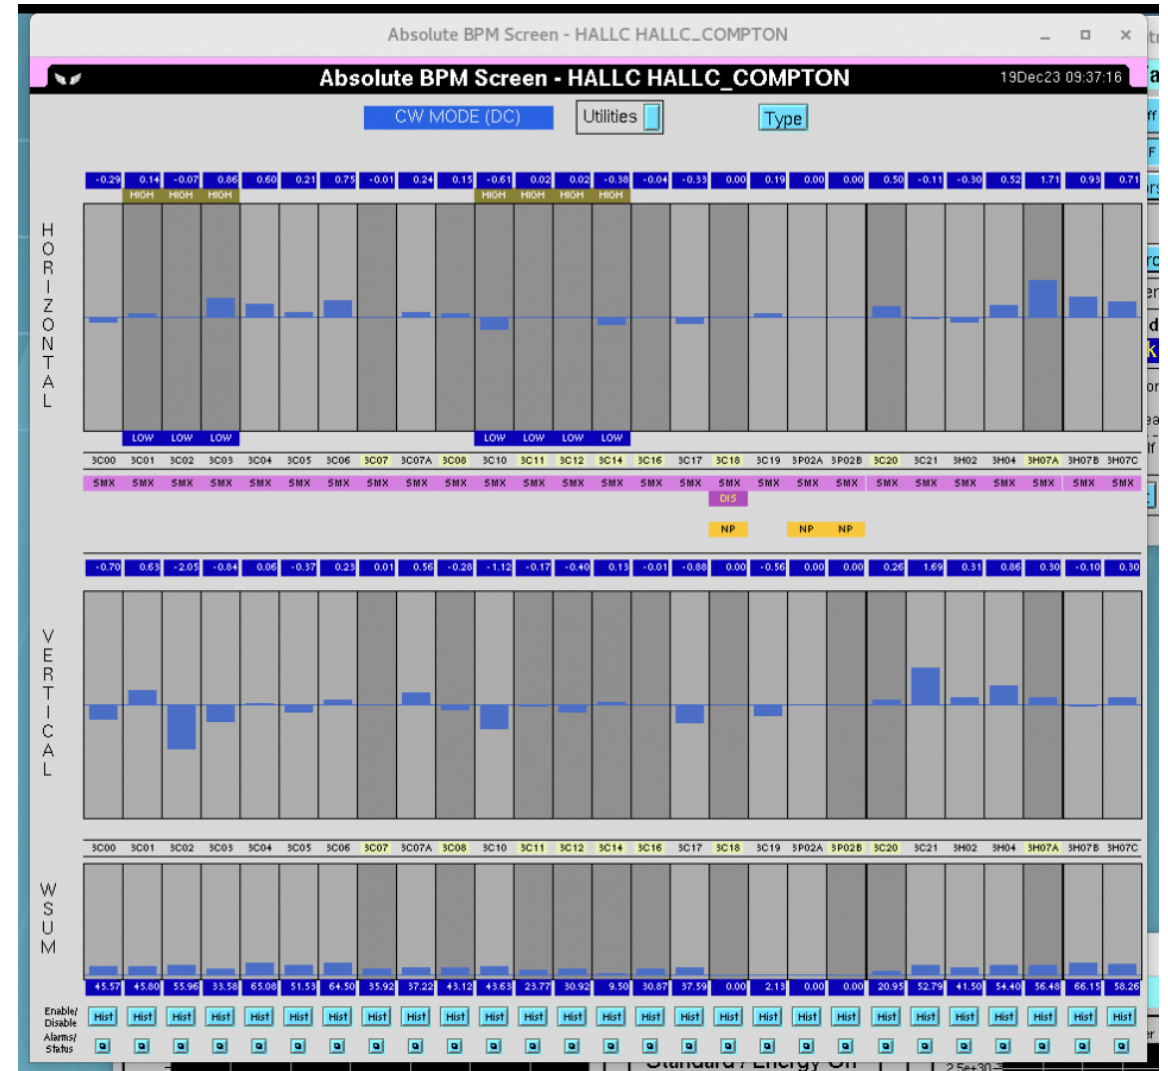 Absolute BPM Screen - HALLC HALLC_COMPTON
Absolute BPM Screen - HALLC HALLC_COMPTON 19Dec23 09:37:16
CW MODE (DC) Utilities Type
-0.29 0.14 -0.07 0.86 0.60 0.21 0.75 -0.01 0.24 0.15 -0.61 0.02 0.02 -0.38 -0.04 -0.33 0.00 0.19 0.00 0.00 0.50 -0.11 -0.30 0.52 1.71 0.93 0.71
HIGH HIGH HIGH HIGH HIGH HIGH HIGH
HORIZONTAL
LOW LOW LOW LOW LOW LOW LOW
3C00 3C01 3C02 3C03 3C04 3C05 3C06 3C07 3C07A 3C08 3C10 3C11 3C12 3C14 3C16 3C17 3C18 3C19 3P02A 3P02B 3C20 3C21 3H02 3H04 3H07A 3H07B 3H07C
SMX SMX SMX SMX SMX SMX SMX SMX SMX SMX SMX SMX SMX SMX SMX SMX SMX SMX SMX SMX SMX SMX SMX SMX SMX SMX SMX
DIS
NP NP NP
-0.70 0.63 -2.05 -0.84 0.06 -0.37 0.23 0.01 0.56 -0.28 -1.12 -0.17 -0.40 0.13 -0.01 -0.88 0.00 -0.56 0.00 0.00 0.26 1.69 0.31 0.86 0.30 -0.10 0.30
VERTICAL
3C00 3C01 3C02 3C03 3C04 3C05 3C06 3C07 3C07A 3C08 3C10 3C11 3C12 3C14 3C16 3C17 3C18 3C19 3P02A 3P02B 3C20 3C21 3H02 3H04 3H07A 3H07B 3H07C
WSUM
45.57 45.80 55.96 33.58 65.08 51.53 64.50 35.92 37.22 43.12 43.63 23.77 30.92 9.50 30.87 37.59 0.00 2.13 0.00 0.00 20.95 52.79 41.50 54.40 56.48 66.15 58.26
Enable/
Disable
Hist Hist Hist Hist Hist Hist Hist Hist Hist Hist Hist Hist Hist Hist Hist Hist Hist Hist Hist Hist Hist Hist Hist Hist Hist Hist Hist
Alarms/
Status
Standard / Energy On
2.5e+30